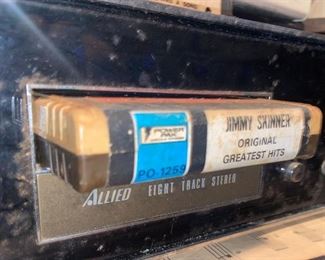 POWER PAK
PO-1259
JIMMY SKINNER
ORIGINAL
GREATEST HITS
ALLIED EIGHT TRACK STEREO